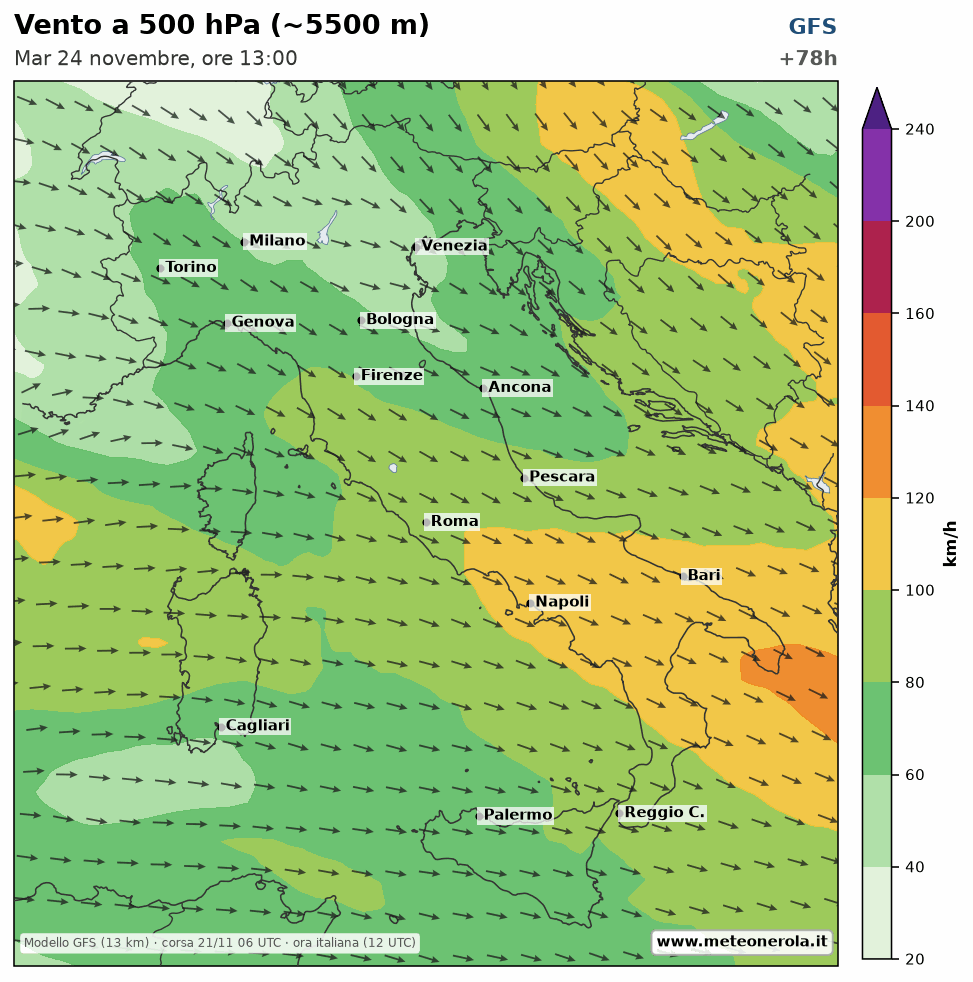 Vento a 500 hPa (~5500 m)
GFS
Mar 24 novembre, ore 13:00
+78h
Milano
Venezia
Torino
Genova
Bologna
Firenze
Ancona
Pescara
Roma
Bari
Napoli
Cagliari
Palermo
Reggio C.
Modello GFS (13 km) · corsa 21/11 06 UTC · ora italiana (12 UTC)
www.meteonerola.it
240
200
160
140
120
100
80
60
40
20
km/h